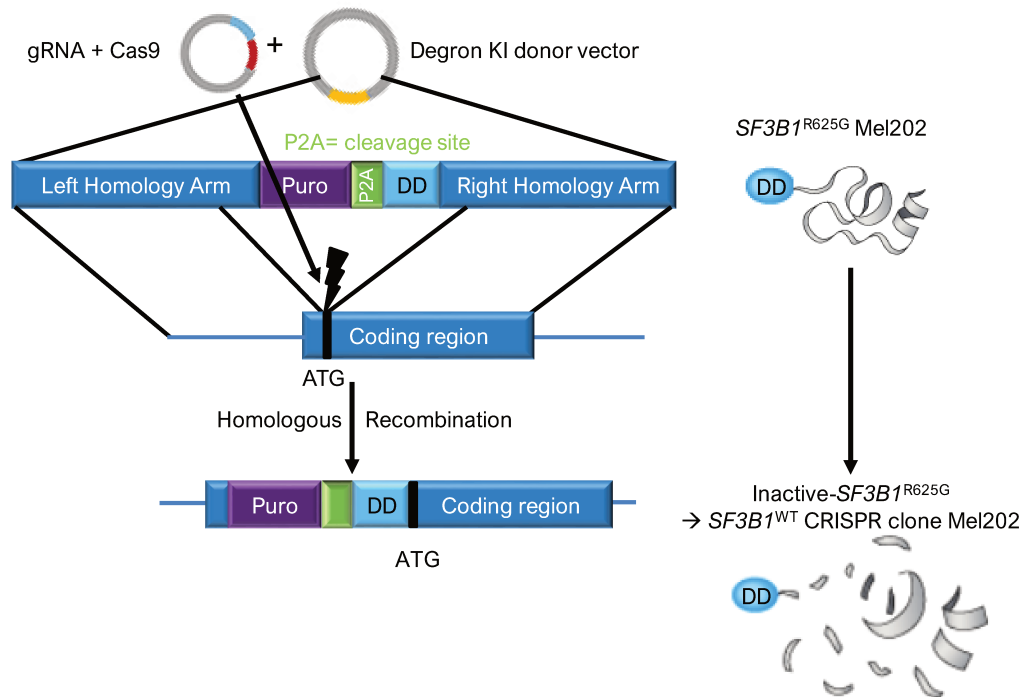 gRNA + Cas9
+
Degron KI donor vector
P2A= cleavage site
Left Homology Arm
Puro
P2A
DD
Right Homology Arm
Coding region
ATG
Homologous Recombination
Puro
DD
Coding region
ATG
SF3B1R625G Mel202
DD
Inactive-SF3B1R625G
→ SF3B1WT CRISPR clone Mel202
DD